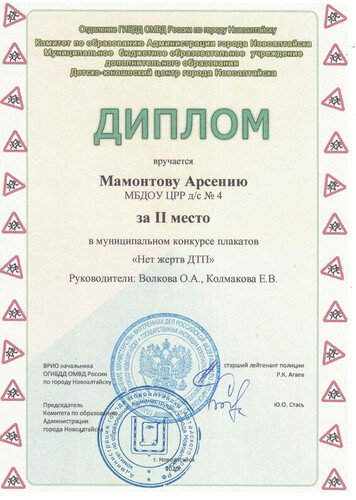 Отделение ГИБДД ОМВД России по городу Новоалтайску
Комитет по образованию Администрации города Новоалтайска
Муниципальное бюджетное образовательное учреждение
дополнительного образования
Детско-юношеский центр города Новоалтайска
ДИПЛОМ
вручается
Мамонтову Арсению
МБДОУ ЦРР д/с № 4
за II место
в муниципальном конкурсе плакатов
«Нет жертв ДТП»
Руководители: Волкова О.А., Колмакова Е.В.
ВРИО начальника
ОГИБДД ОМВД России
по городу Новоалтайску
старший лейтенант полиции
Р.К. Агаев
Председатель
Комитета по образованию
Администрации
города Новоалтайска
Ю.О. Стась
г. Новоалтайск
2020г.